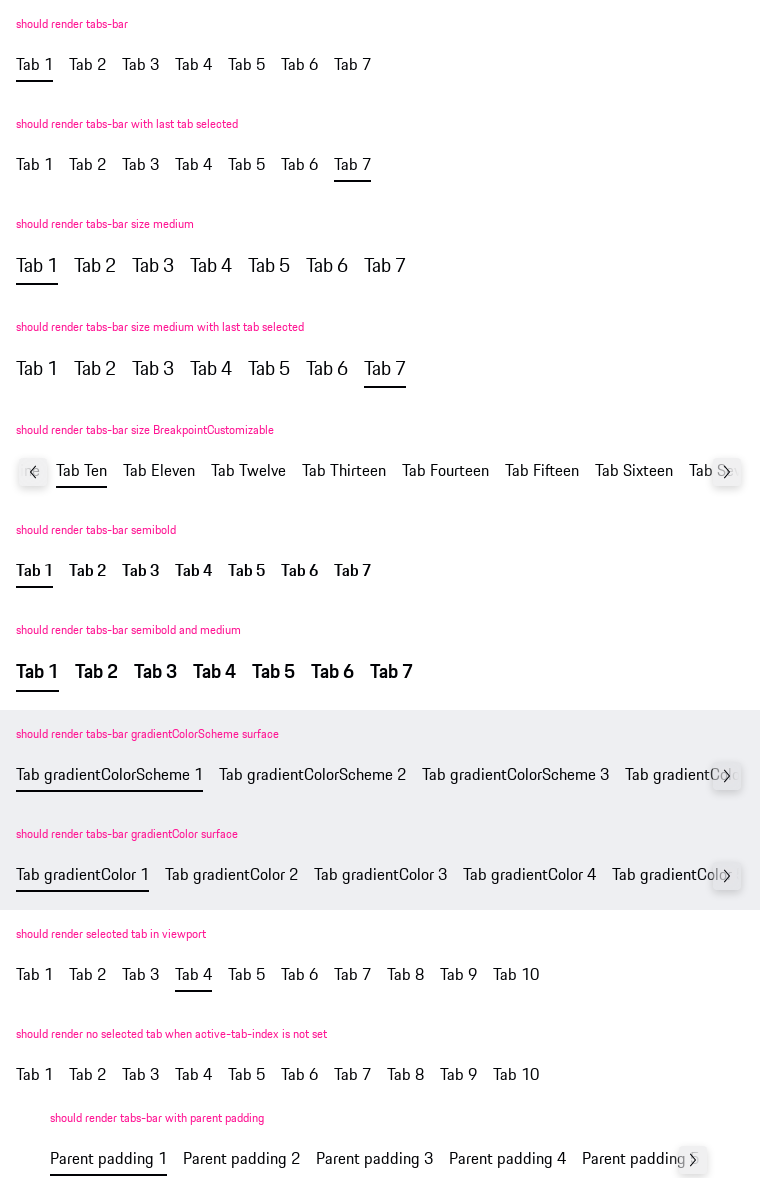 should render tabs-bar
Tab 1 Tab 2 Tab 3 Tab 4 Tab 5 Tab 6 Tab 7
should render tabs-bar with last tab selected
Tab 1 Tab 2 Tab 3 Tab 4 Tab 5 Tab 6 Tab 7
should render tabs-bar size medium
Tab 1 Tab 2 Tab 3 Tab 4 Tab 5 Tab 6 Tab 7
should render tabs-bar size medium with last tab selected
Tab 1 Tab 2 Tab 3 Tab 4 Tab 5 Tab 6 Tab 7
should render tabs-bar size BreakpointCustomizable
Tab Ten Tab Eleven Tab Twelve Tab Thirteen Tab Fourteen Tab Fifteen Tab Sixteen Tab
should render tabs-bar semibold
Tab 1 Tab 2 Tab 3 Tab 4 Tab 5 Tab 6 Tab 7
should render tabs-bar semibold and medium
Tab 1 Tab 2 Tab 3 Tab 4 Tab 5 Tab 6 Tab 7
should render tabs-bar gradientColorScheme surface
Tab gradientColorScheme 1 Tab gradientColorScheme 2 Tab gradientColorScheme 3 Tab
should render tabs-bar gradientColor surface
Tab gradientColor 1 Tab gradientColor 2 Tab gradientColor 3 Tab gradientColor 4 Tab
should render selected tab in viewport
Tab 1 Tab 2 Tab 3 Tab 4 Tab 5 Tab 6 Tab 7 Tab 8 Tab 9 Tab 10
should render no selected tab when active-tab-index is not set
Tab 1 Tab 2 Tab 3 Tab 4 Tab 5 Tab 6 Tab 7 Tab 8 Tab 9 Tab 10
should render tabs-bar with parent padding
Parent padding 1 Parent padding 2 Parent padding 3 Parent padding 4 Parent padding